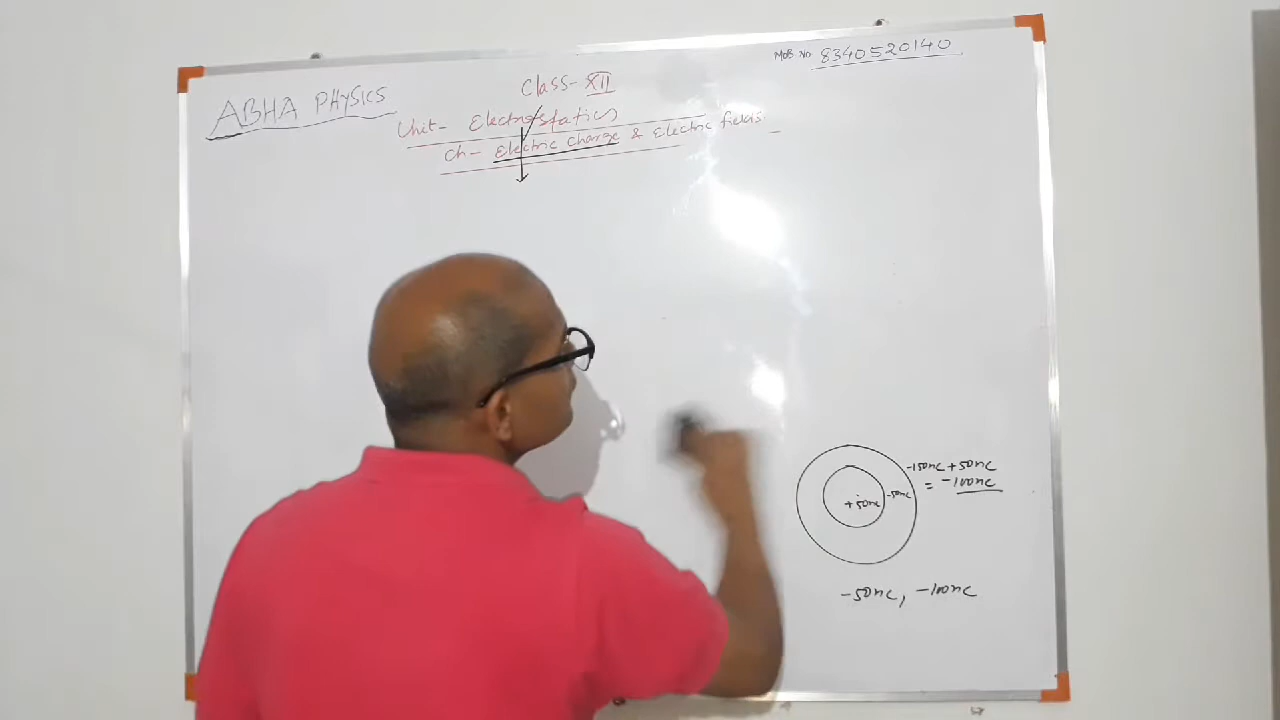 Mob No 8340520140
ABHA PHYSICS
Class- XII
Unit- Electrostatics
Ch- Electric charge & Electric fields
-150nc + 50nc
= -100nc
+50nc
-50nc
-50nc, -100nc